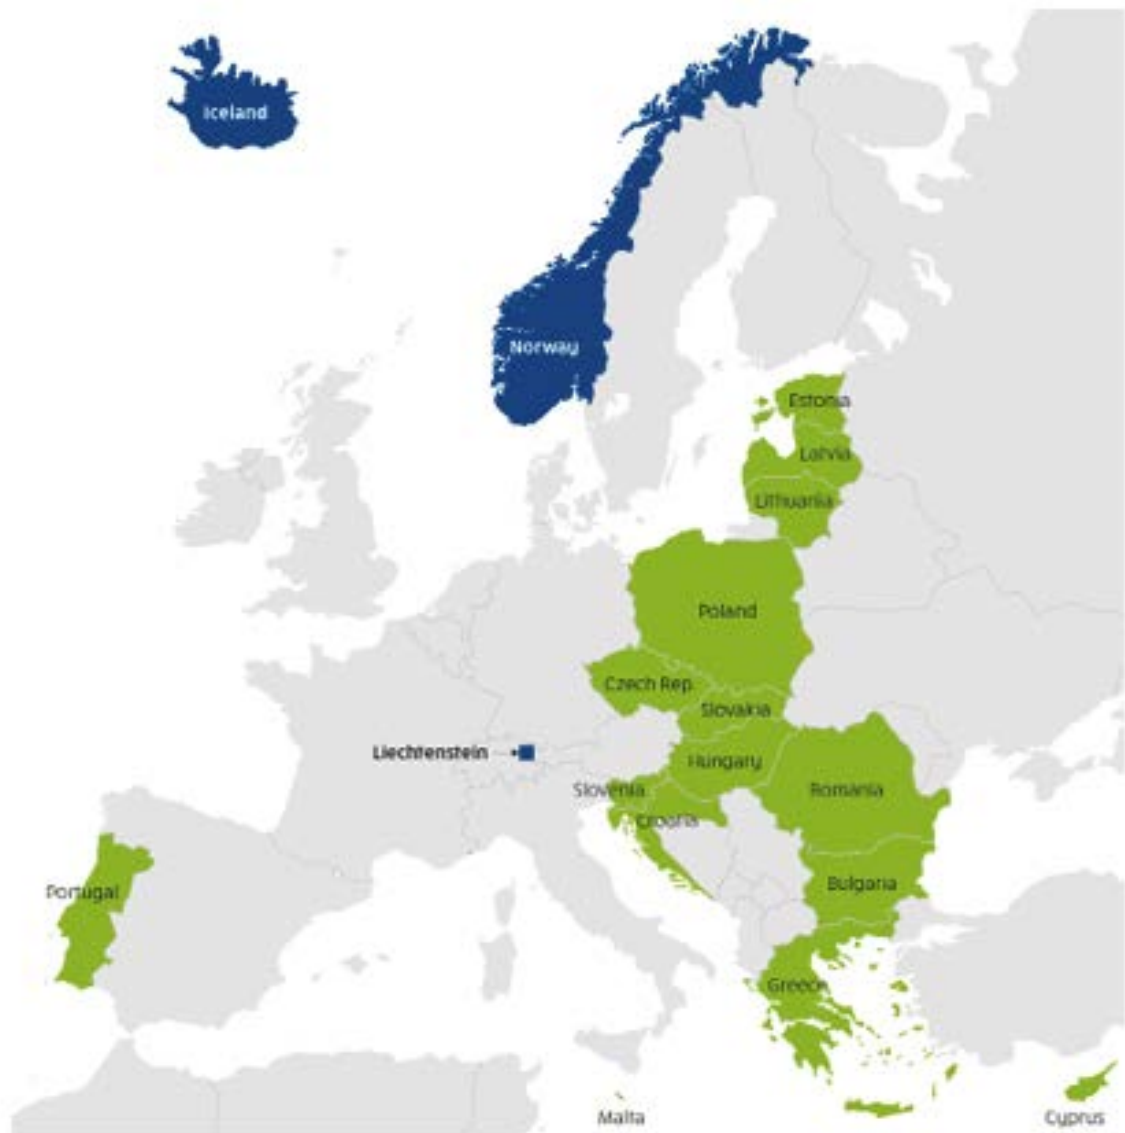 Iceland
Norway
Estonia
Latvia
Lithuania
Poland
Czech Rep.
Slovakia
Liechtenstein
Hungary
Slovenia
Romania
Croatia
Bulgaria
Portugal
Greece
Malta
Cyprus